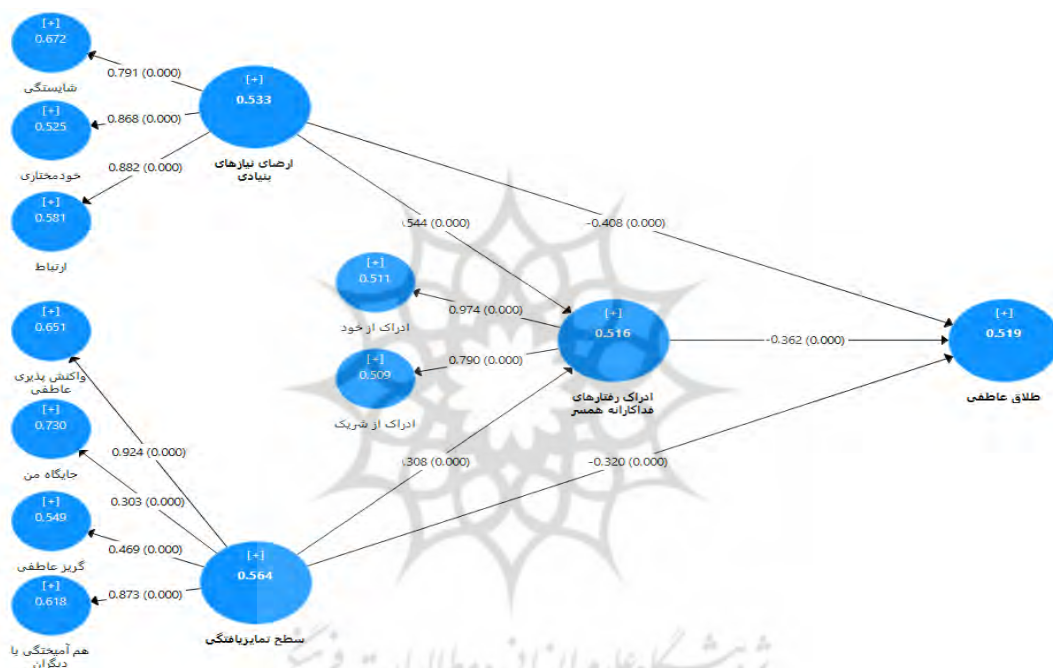 [+]
0.672
شایستگی
[+]
0.525
خودمختاری
[+]
0.581
ارتباط
0.791 (0.000)
0.868 (0.000)
0.882 (0.000)
[+]
0.533
ارضای نیازهای
بنیادی
.544 (0.000)
-0.408 (0.000)
[+]
0.511
ادراک از خود
[+]
0.509
ادراک از شریک
0.974 (0.000)
0.790 (0.000)
[+]
0.516
ادراک رفتارهای
فداکارانه همسر
-0.362 (0.000)
[+]
0.519
طلاق عاطفی
[+]
0.651
واکنش پذیری
عاطفی
[+]
0.730
جایگاه من
[+]
0.549
گریز عاطفی
[+]
0.618
هم آمیختگی با
دیگران
0.924 (0.000)
0.303 (0.000)
0.469 (0.000)
0.873 (0.000)
.308 (0.000)
-0.320 (0.000)
[+]
0.564
سطح تمایزیافتگی